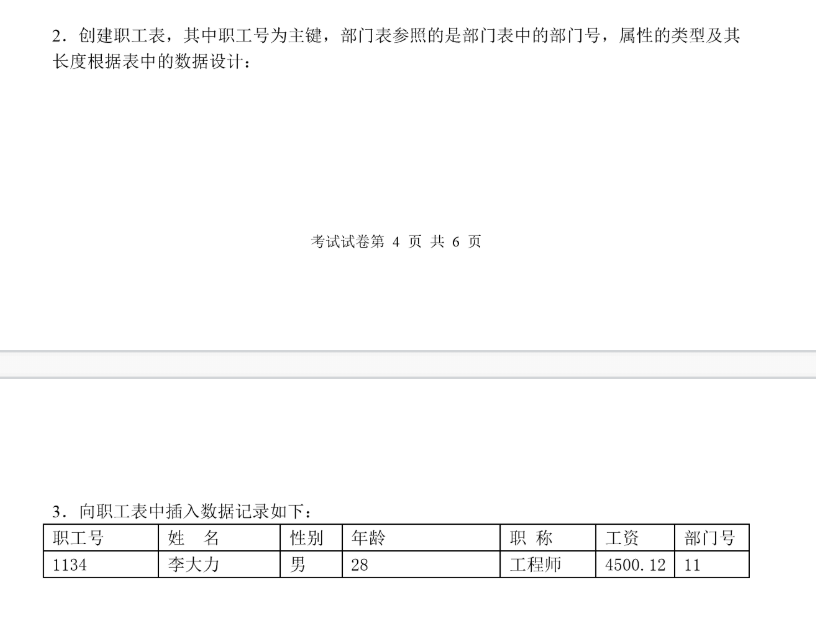 2．创建职工表，其中职工号为主键，部门表参照的是部门表中的部门号，属性的类型及其
长度根据表中的数据设计：
考试试卷第 4 页 共 6 页
3．向职工表中插入数据记录如下：
职工号 姓 名 性别 年龄 职 称 工资 部门号
1134 李大力 男 28 工程师 4500.12 11